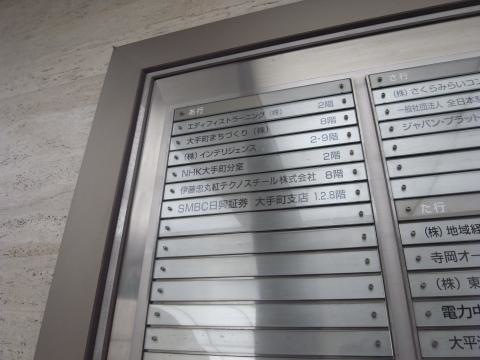 あ行
エディフィストラーニング(株) 2階
大手町まちづくり(株) 8階
(株)インテリジェンス 2-9階
NHK大手町分室 2階
伊藤忠丸紅テクノスチール株式会社 8階
SMBC日興証券 大手町支店 1.2.8階
さ行
(株)さくらみらいコン
一般社団法人 全日本
ジャパン・プラット
た行
(株)地域経
寺岡オー
(株)東
電力中
大平洋